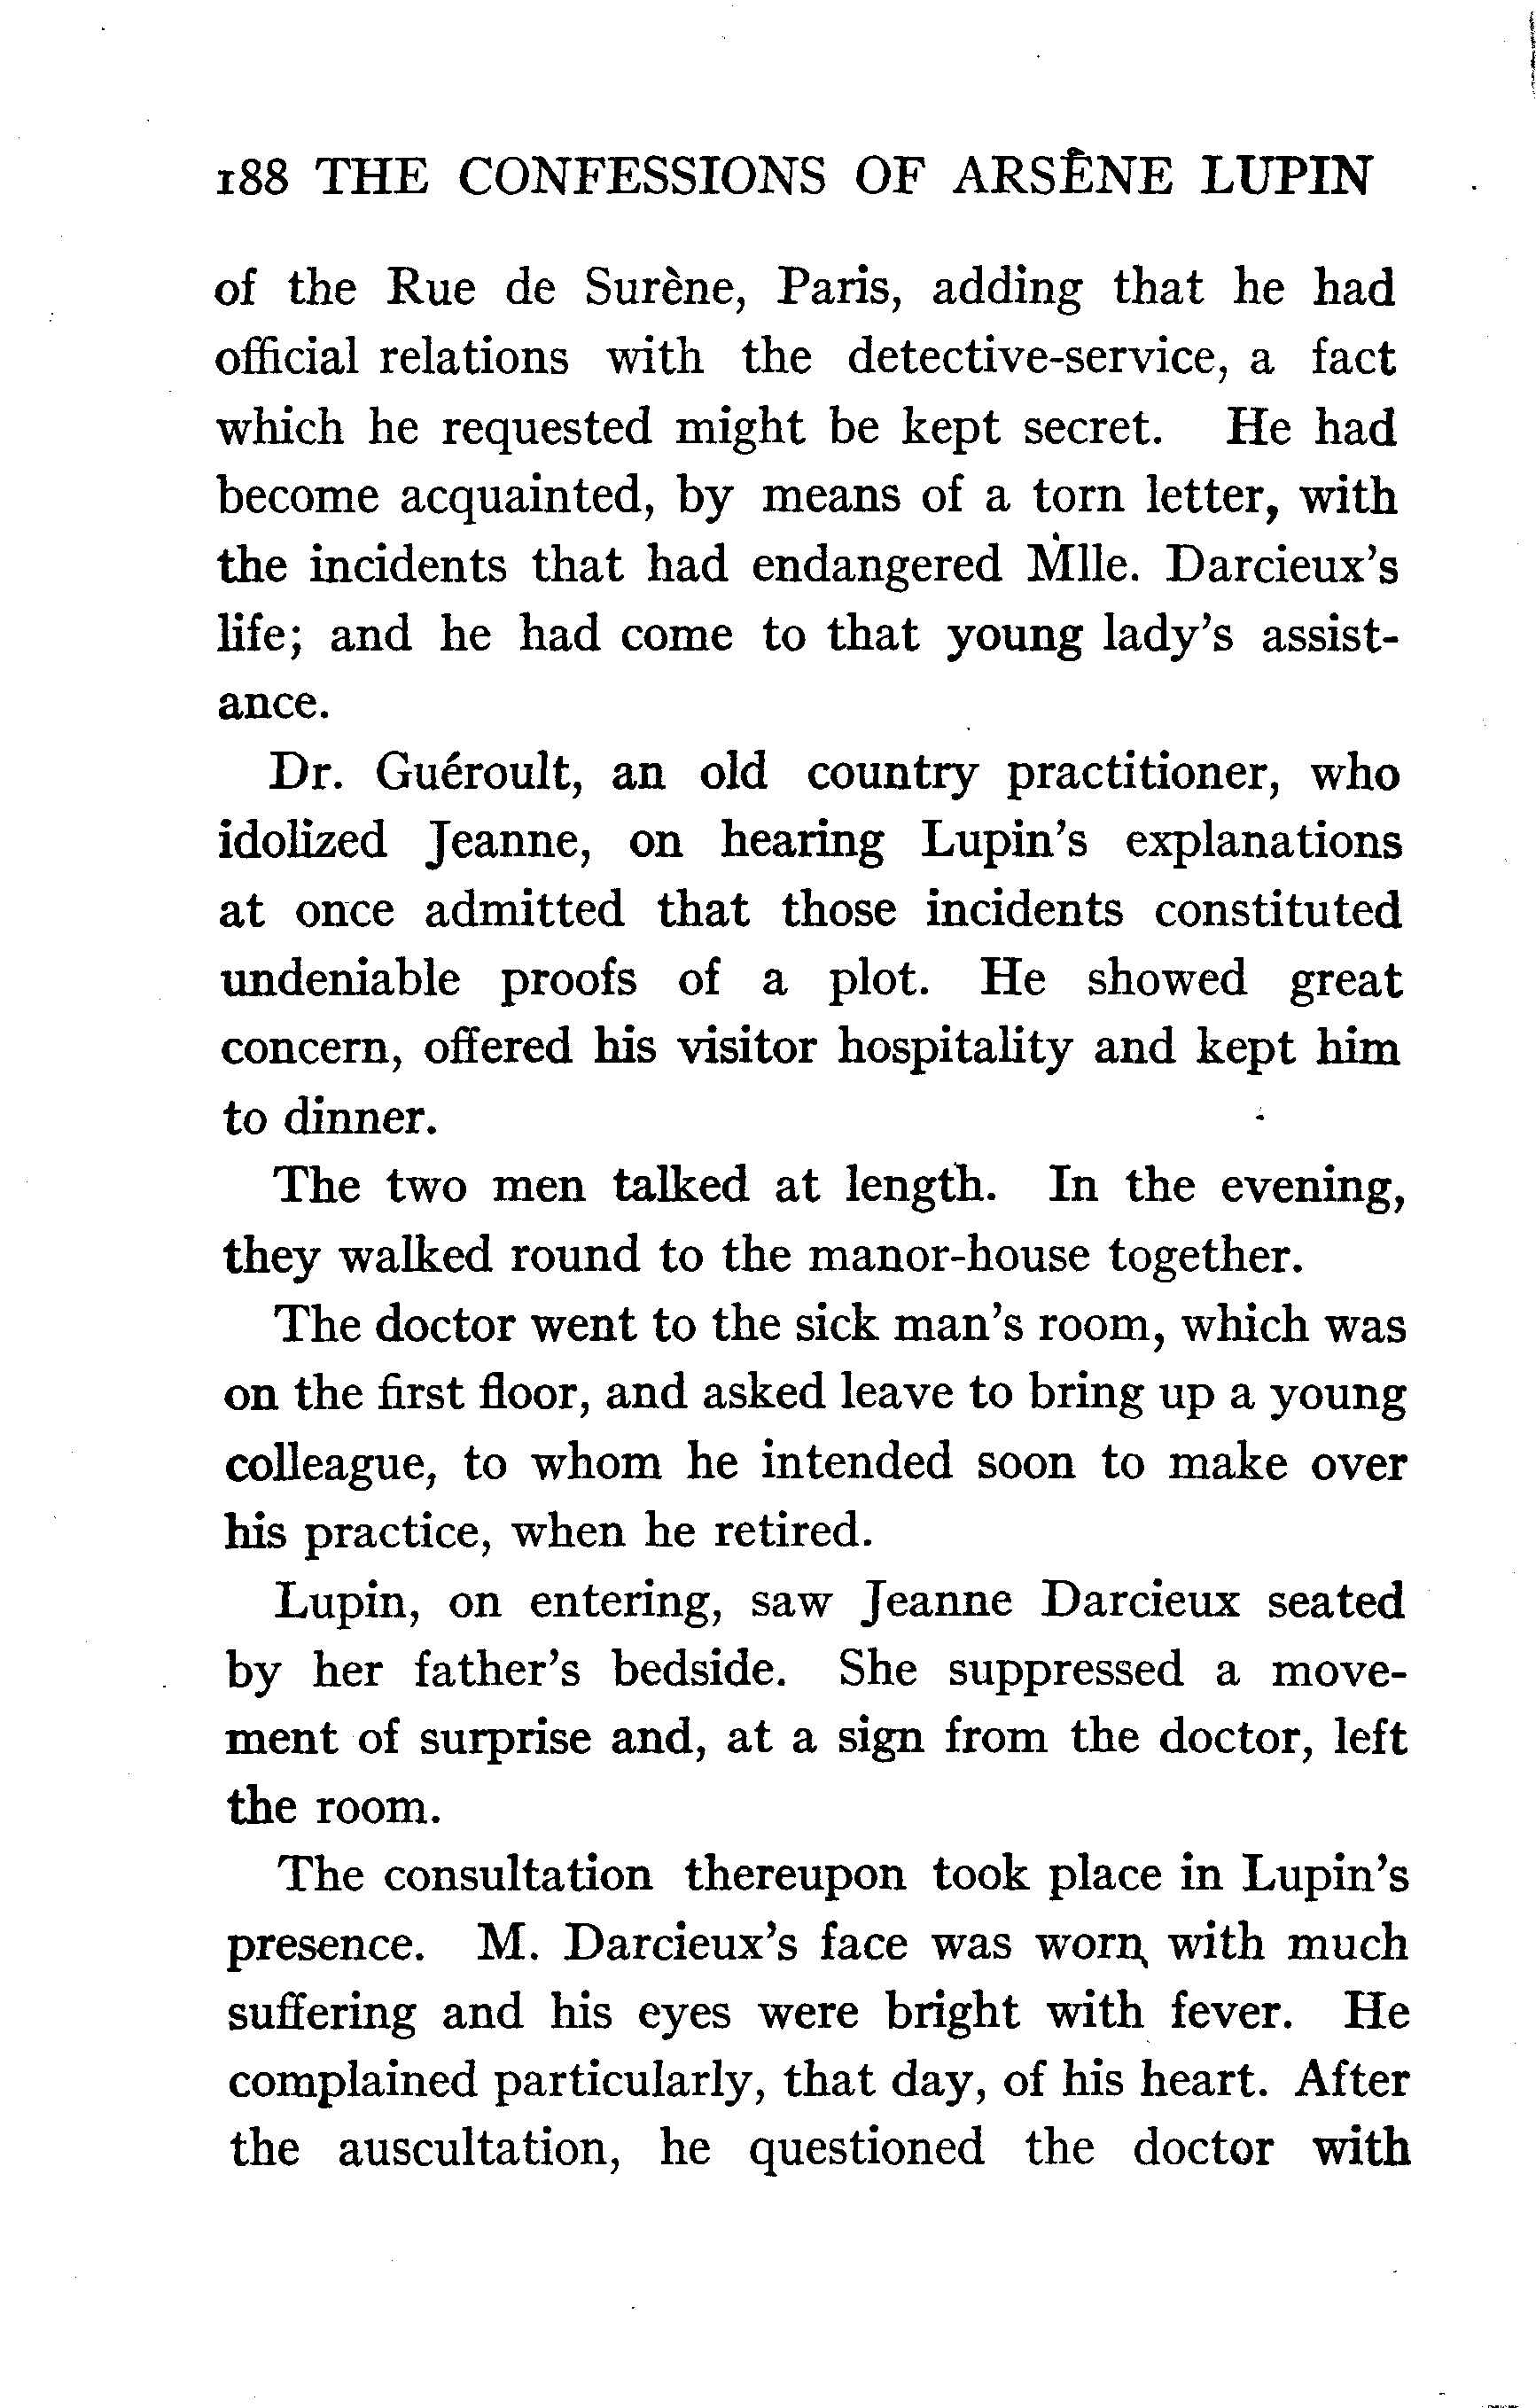 188 THE CONFESSIONS OF ARSÈNE LUPIN
of the Rue de Surène, Paris, adding that he had
official relations with the detective-service, a fact
which he requested might be kept secret. He had
become acquainted, by means of a torn letter, with
the incidents that had endangered Mlle. Darcieux's
life; and he had come to that young lady's assist-
ance.
Dr. Guéroult, an old country practitioner, who
idolized Jeanne, on hearing Lupin's explanations
at once admitted that those incidents constituted
undeniable proofs of a plot. He showed great
concern, offered his visitor hospitality and kept him
to dinner.
The two men talked at length. In the evening,
they walked round to the manor-house together.
The doctor went to the sick man's room, which was
on the first floor, and asked leave to bring up a young
colleague, to whom he intended soon to make over
his practice, when he retired.
Lupin, on entering, saw Jeanne Darcieux seated
by her father's bedside. She suppressed a move-
ment of surprise and, at a sign from the doctor, left
the room.
The consultation thereupon took place in Lupin's
presence. M. Darcieux's face was worn with much
suffering and his eyes were bright with fever. He
complained particularly, that day, of his heart. After
the auscultation, he questioned the doctor with